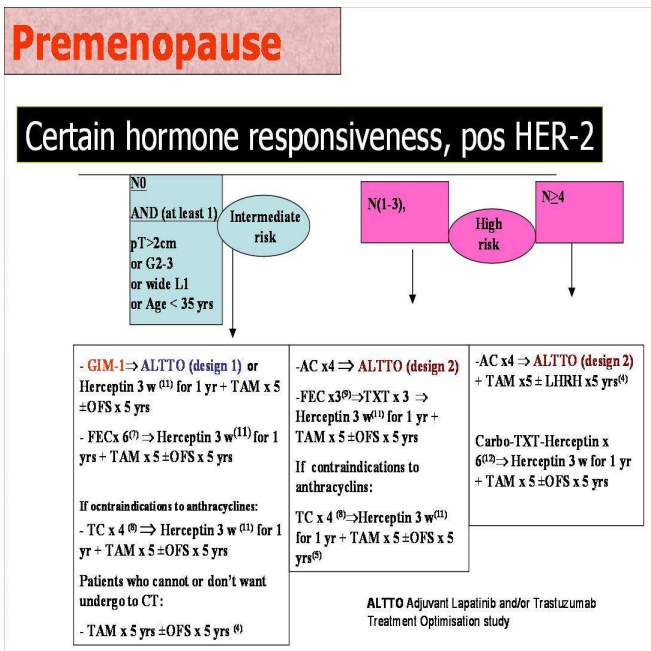 Premenopause
Certain hormone responsiveness, pos HER-2
N0
AND (at least 1)
pT>2cm
or G2-3
or wide L1
or Age < 35 yrs
Intermediate
risk
N(1-3),
High
risk
N≥4
- GIM-1⇒ ALTTO (design 1) or
Herceptin 3 w (11) for 1 yr + TAM x 5
±OFS x 5 yrs
- FECx 6(7) ⇒ Herceptin 3 w(11) for 1
yrs + TAM x 5 ±OFS x 5 yrs
If ocntraindications to anthracyclines:
- TC x 4 (8) ⇒ Herceptin 3 w (11) for 1
yr + TAM x 5 ±OFS x 5 yrs
Patients who cannot or don’t want
undergo to CT:
- TAM x 5 yrs ±OFS x 5 yrs (4)
-AC x4 ⇒ ALTTO (design 2)
-FEC x3(9)⇒TXT x 3 ⇒
Herceptin 3 w(11) for 1 yr +
TAM x 5 ±OFS x 5 yrs
If contraindications to
anthracyclins:
TC x 4 (8)⇒Herceptin 3 w(11)
for 1 yr + TAM x 5 ±OFS x 5
yrs(5)
-AC x4 ⇒ ALTTO (design 2)
+ TAM x5 ± LHRH x5 yrs(4)
Carbo-TXT-Herceptin x
6(12)⇒ Herceptin 3 w for 1 yr
+ TAM x 5 ±OFS x 5 yrs
ALTTO Adjuvant Lapatinib and/or Trastuzumab
Treatment Optimisation study